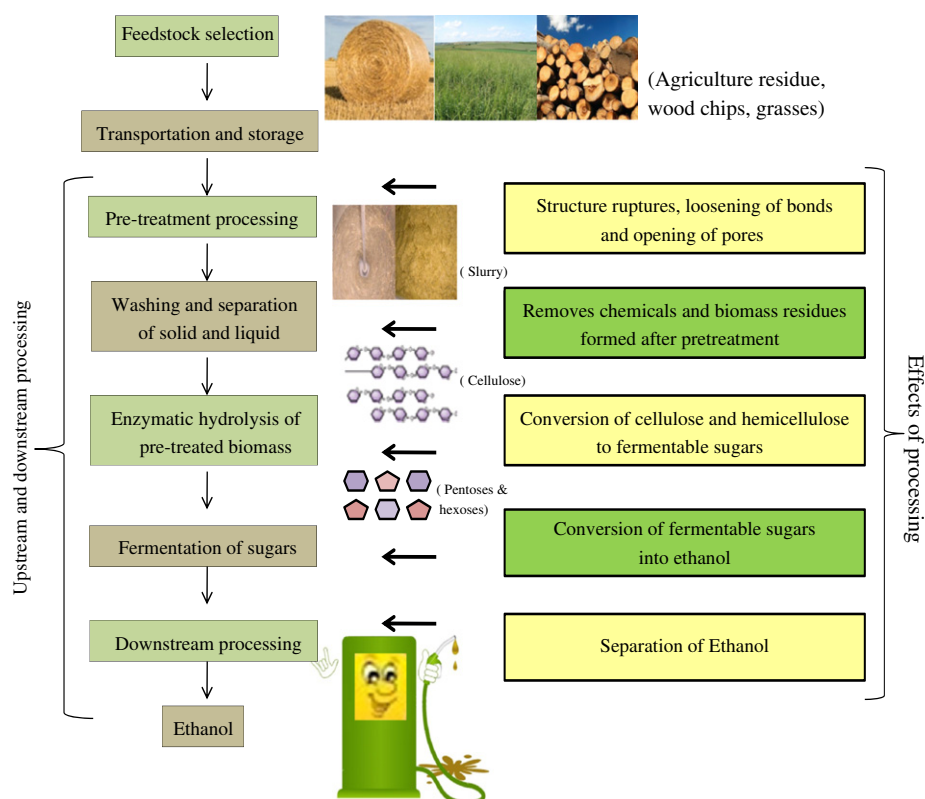 Feedstock selection
(Agriculture residue,
wood chips, grasses)
Transportation and storage
Pre-treatment processing
Structure ruptures, loosening of bonds
and opening of pores
( Slurry)
Washing and separation
of solid and liquid
Removes chemicals and biomass residues
formed after pretreatment
( Cellulose)
Enzymatic hydrolysis of
pre-treated biomass
Conversion of cellulose and hemicellulose
to fermentable sugars
( Pentoses &
hexoses)
Fermentation of sugars
Conversion of fermentable sugars
into ethanol
Downstream processing
Separation of Ethanol
Ethanol
Upstream and downstream processing
Effects of processing